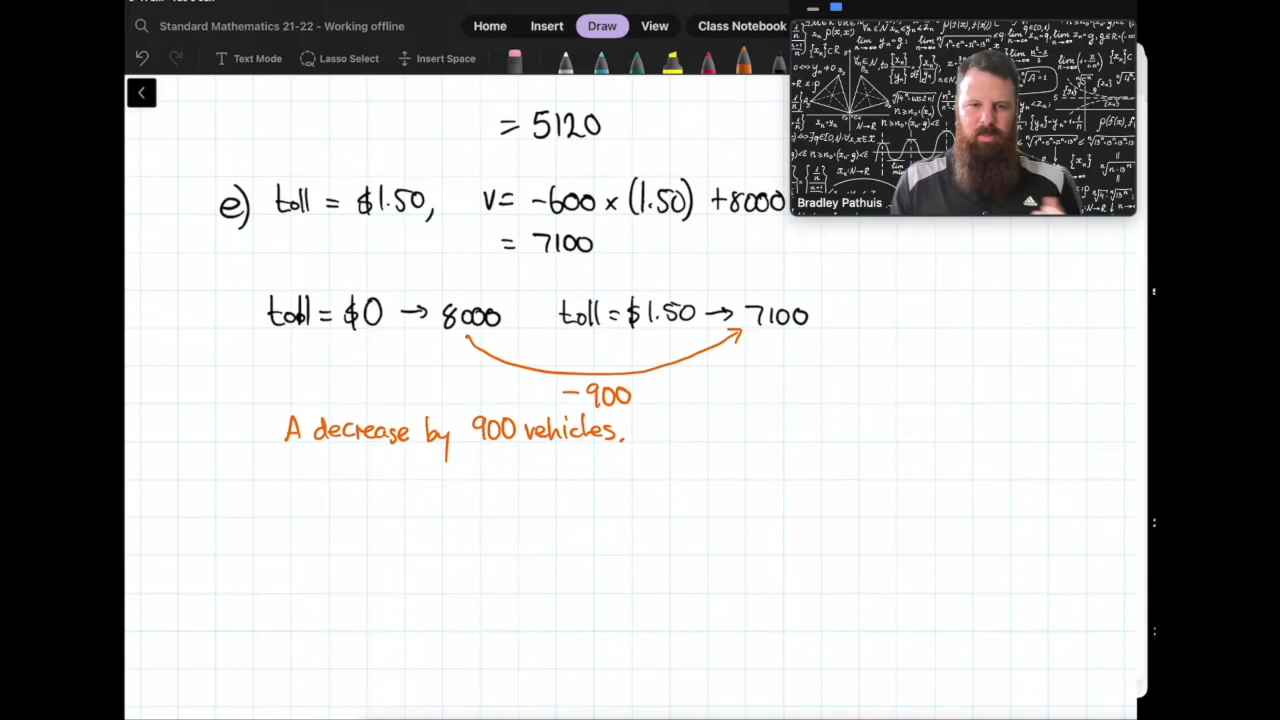 Standard Mathematics 21-22 - Working offline
Home Insert Draw View Class Notebook
Text Mode Lasso Select Insert Space
Bradley Pathuis
= 5120
e) toll = $1.50, V= -600 × (1.50) +8000
= 7100
toll = $0 → 8000 toll = $1.50 → 7100
-900
A decrease by 900 vehicles.